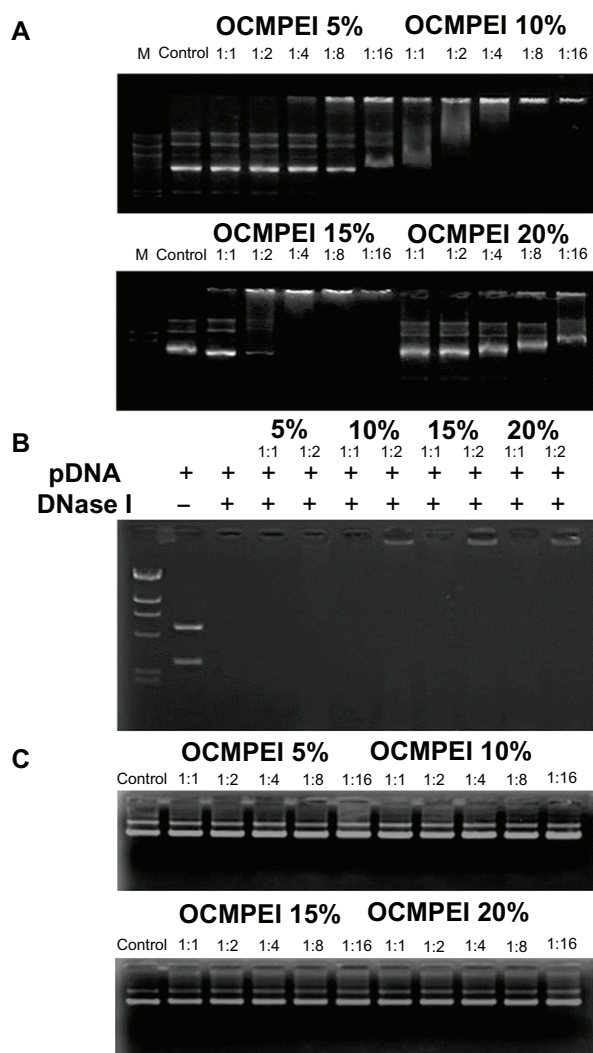 A
OCMPEI 5% OCMPEI 10%
M Control 1:1 1:2 1:4 1:8 1:16 1:1 1:2 1:4 1:8 1:16
OCMPEI 15% OCMPEI 20%
M Control 1:1 1:2 1:4 1:8 1:16 1:1 1:2 1:4 1:8 1:16
B
5% 10% 15% 20%
1:1 1:2 1:1 1:2 1:1 1:2 1:1 1:2
pDNA + + + + + + + + + +
DNase I – + + + + + + + + +
C
OCMPEI 5% OCMPEI 10%
Control 1:1 1:2 1:4 1:8 1:16 1:1 1:2 1:4 1:8 1:16
OCMPEI 15% OCMPEI 20%
Control 1:1 1:2 1:4 1:8 1:16 1:1 1:2 1:4 1:8 1:16